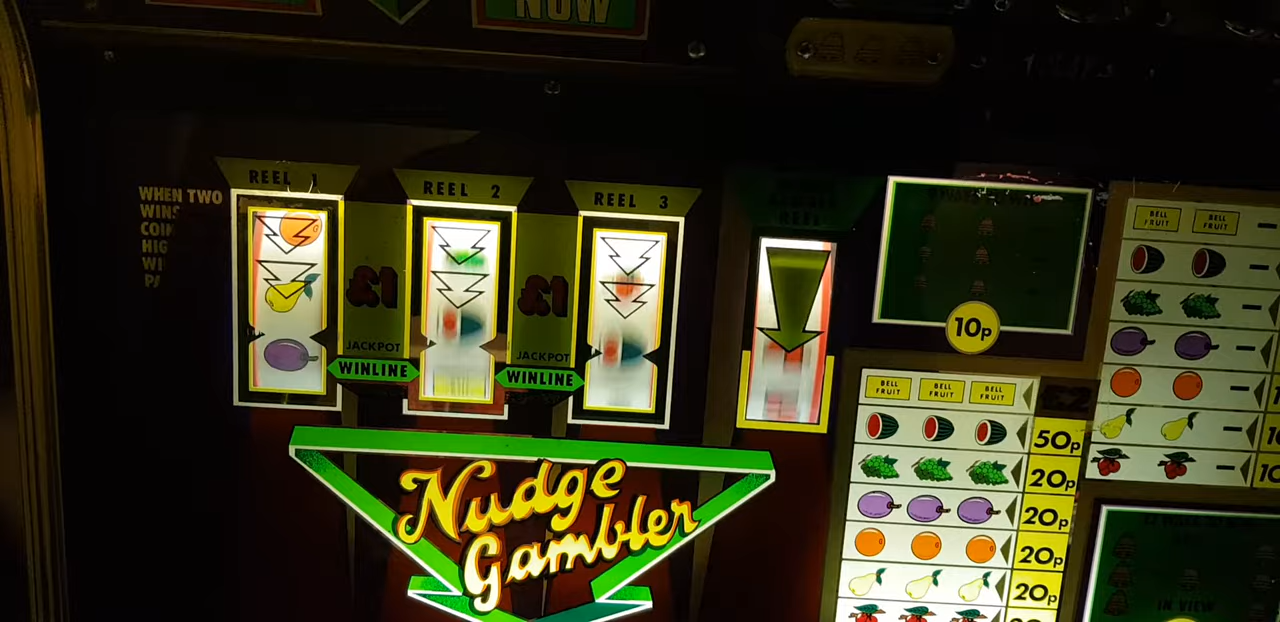 NOW
REEL 1
REEL 2
REEL 3
REEL
WHEN TWO
WINS
COIN
HIG
WI
£1
£1
JACKPOT
JACKPOT
WINLINE
WINLINE
10p
BELL FRUIT
BELL FRUIT
BELL FRUIT
BELL FRUIT
BELL FRUIT
50p
20p
20p
20p
20p
Nudge
Gambler
IN VIEW